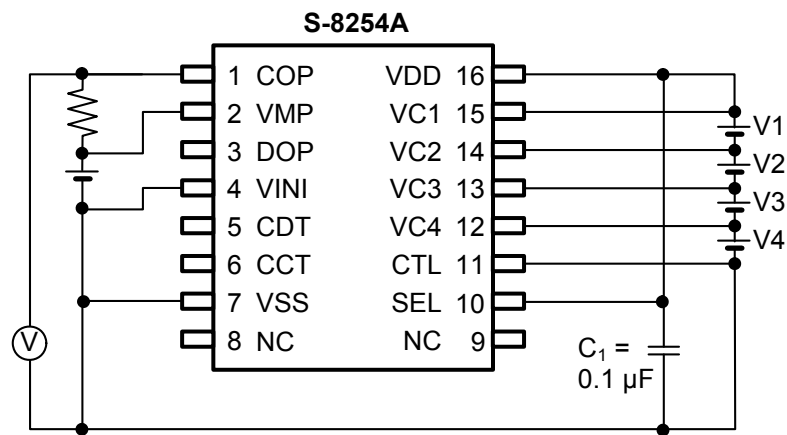 S-8254A
1 COP VDD 16
2 VMP VC1 15
V1
3 DOP VC2 14
V2
4 VINI VC3 13
V3
5 CDT VC4 12
V4
6 CCT CTL 11
7 VSS SEL 10
8 NC NC 9
V
C₁ =
0.1 µF